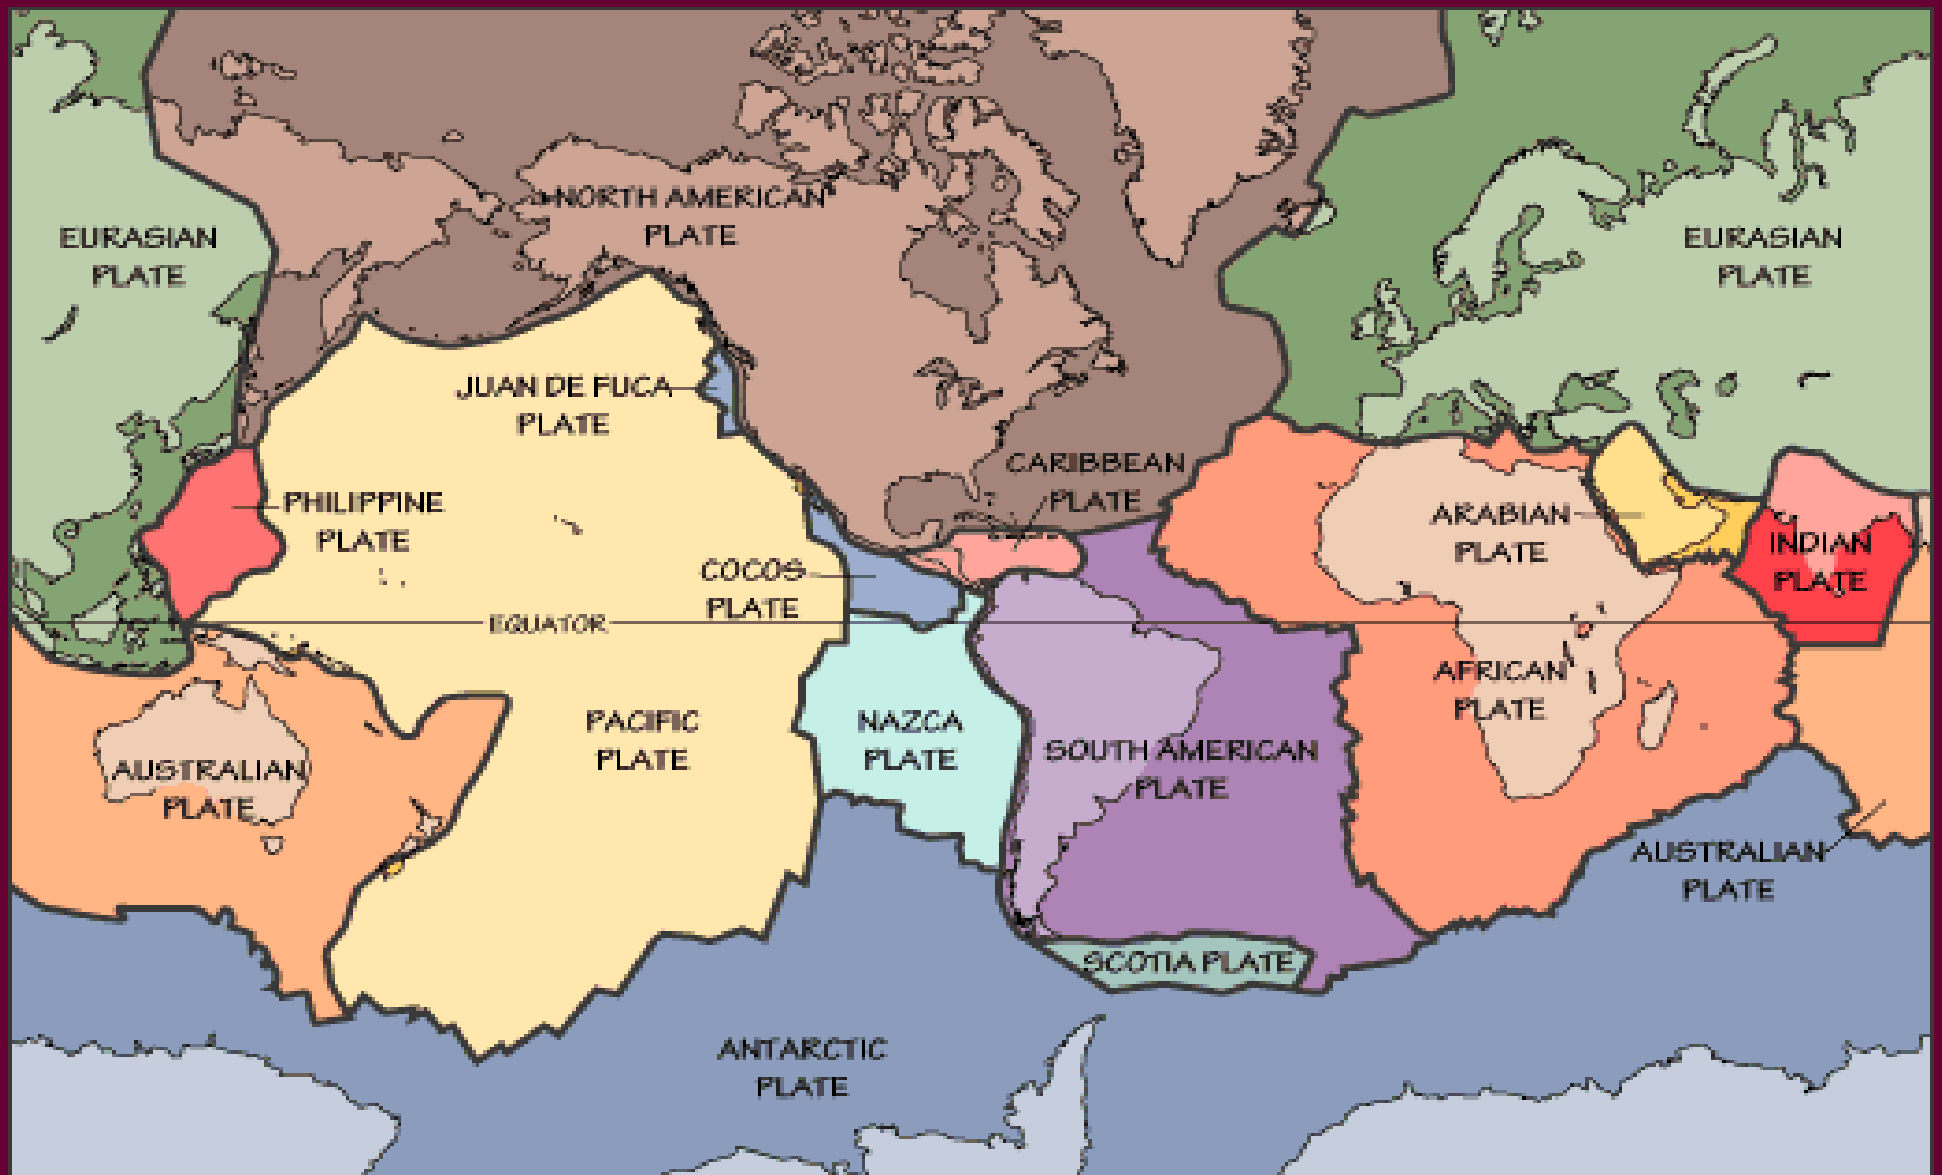 NORTH AMERICAN
PLATE
EURASIAN
PLATE
EURASIAN
PLATE
JUAN DE FUCA
PLATE
CARIBBEAN
PLATE
PHILIPPINE
PLATE
ARABIAN
PLATE
INDIAN
PLATE
COCOS
PLATE
EQUATOR
AFRICAN
PLATE
PACIFIC
PLATE
NAZCA
PLATE
SOUTH AMERICAN
PLATE
AUSTRALIAN
PLATE
AUSTRALIAN
PLATE
SCOTIA PLATE
ANTARCTIC
PLATE